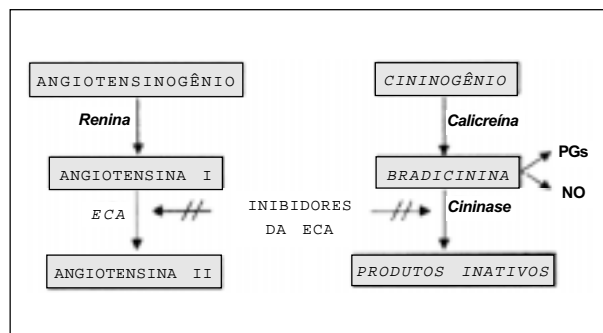 ANGIOTENSINOGÊNIO
Renina
ANGIOTENSINA I
ECA
ANGIOTENSINA II
INIBIDORES
DA ECA
CININOGÊNIO
Calicreína
BRADICININA
PGs
NO
Cininase
PRODUTOS INATIVOS